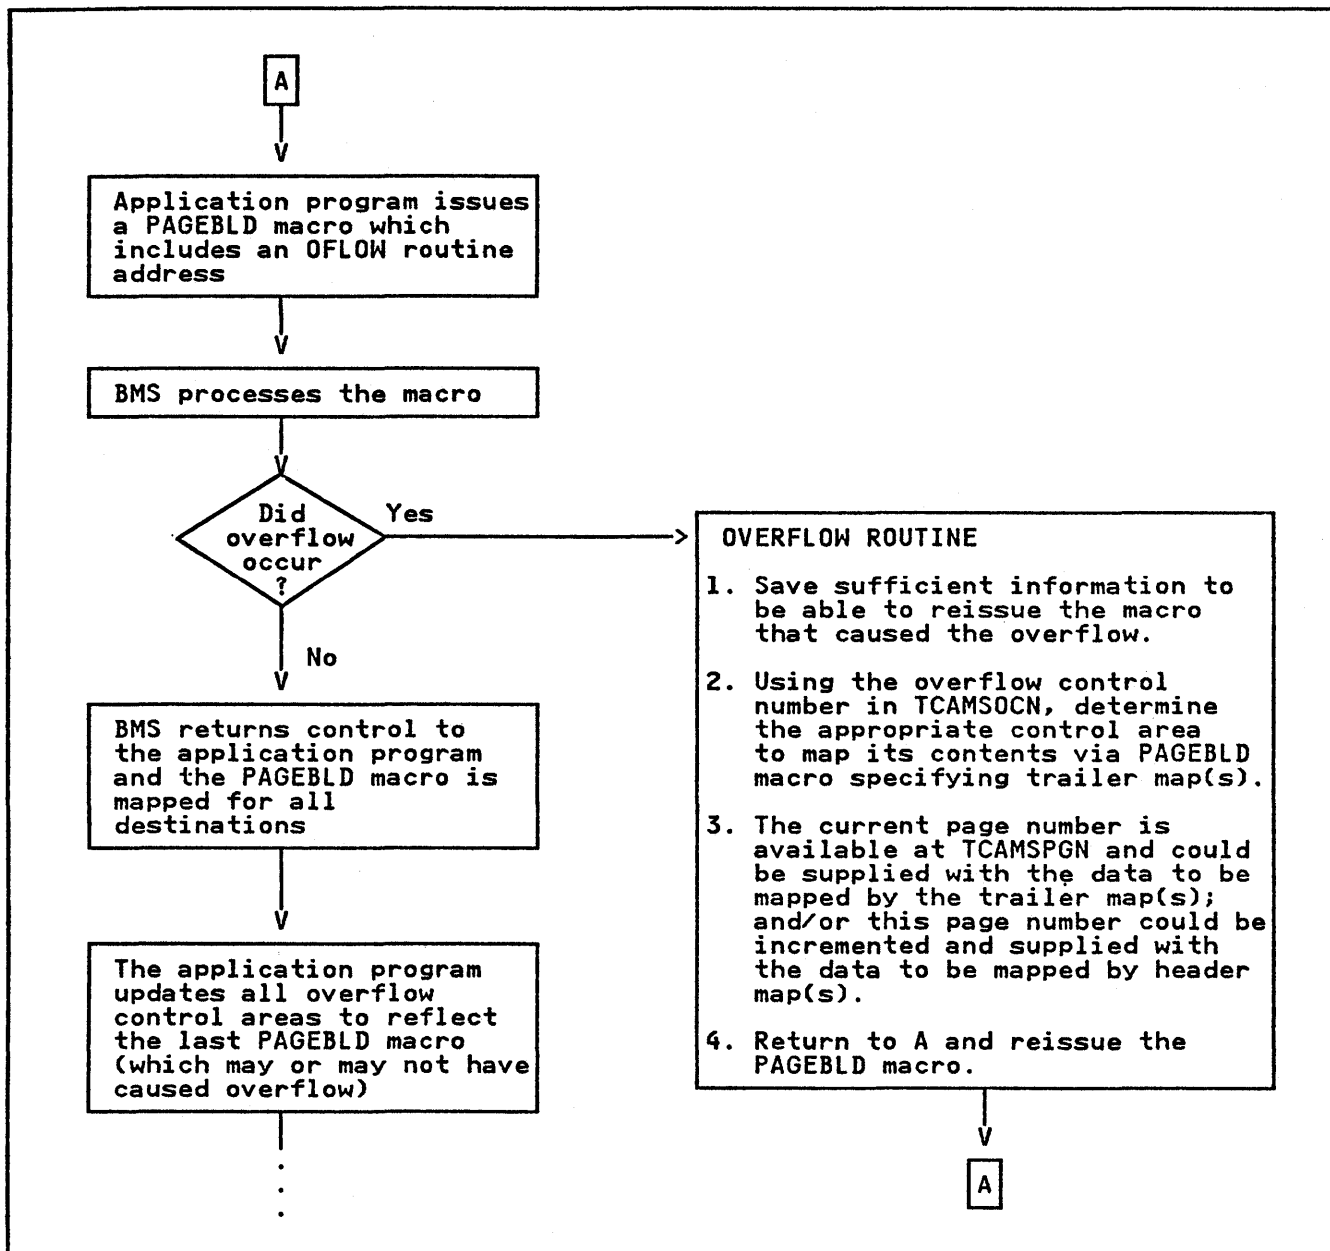 A
Application program issues
a PAGEBLD macro which
includes an OFLOW routine
address
BMS processes the macro
Did
overflow
occur
?
Yes
No
BMS returns control to
the application program
and the PAGEBLD macro is
mapped for all
destinations
The application program
updates all overflow
control areas to reflect
the last PAGEBLD macro
(which may or may not have
caused overflow)
OVERFLOW ROUTINE
1. Save sufficient information to
be able to reissue the macro
that caused the overflow.
2. Using the overflow control
number in TCAMSOCN, determine
the appropriate control area
to map its contents via PAGEBLD
macro specifying trailer map(s).
3. The current page number is
available at TCAMSPGN and could
be supplied with the data to be
mapped by the trailer map(s);
and/or this page number could be
incremented and supplied with
the data to be mapped by header
map(s).
4. Return to A and reissue the
PAGEBLD macro.
A